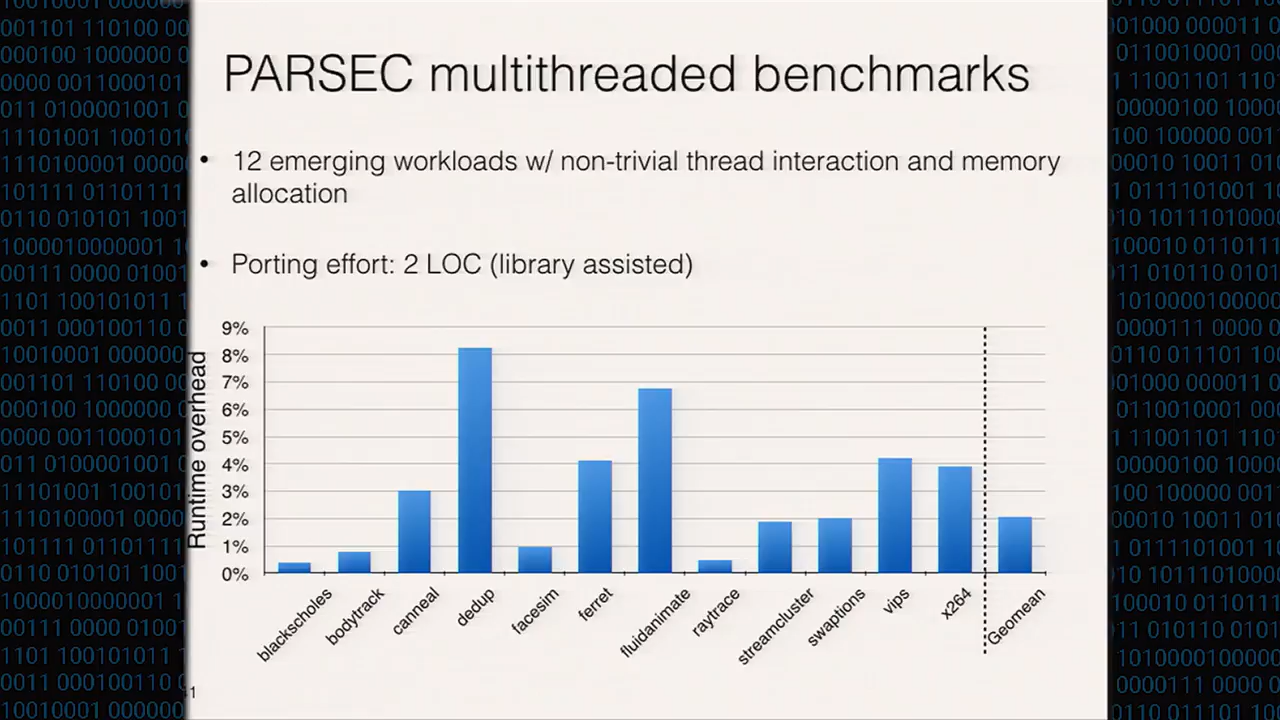 PARSEC multithreaded benchmarks
• 12 emerging workloads w/ non-trivial thread interaction and memory
allocation
• Porting effort: 2 LOC (library assisted)
Runtime overhead
9%
8%
7%
6%
5%
4%
3%
2%
1%
0%
blackscholes
bodytrack
canneal
dedup
facesim
ferret
fluidanimate
raytrace
streamcluster
swaptions
vips
x264
Geomean